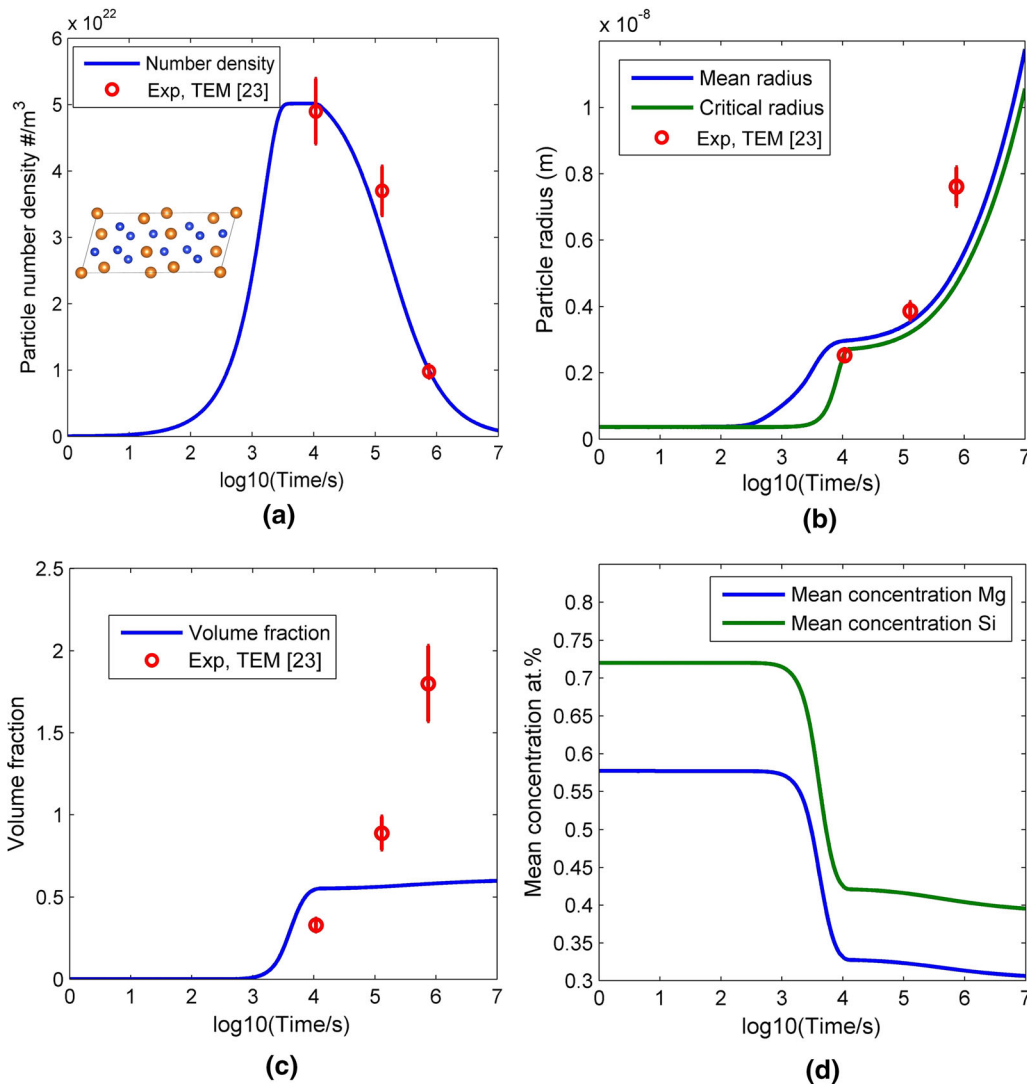 x 10^22
6
5
4
3
2
1
0
Particle number density #/m^3
Number density
Exp, TEM [23]
0 1 2 3 4 5 6 7
log10(Time/s)
(a)
x 10^-8
1
0.8
0.6
0.4
0.2
0
Particle radius (m)
Mean radius
Critical radius
Exp, TEM [23]
0 1 2 3 4 5 6 7
log10(Time/s)
(b)
2.5
2
1.5
1
0.5
0
Volume fraction
Volume fraction
Exp, TEM [23]
0 1 2 3 4 5 6 7
log10(Time/s)
(c)
0.8
0.75
0.7
0.65
0.6
0.55
0.5
0.45
0.4
0.35
0.3
Mean concentration at.%
Mean concentration Mg
Mean concentration Si
0 1 2 3 4 5 6 7
log10(Time/s)
(d)